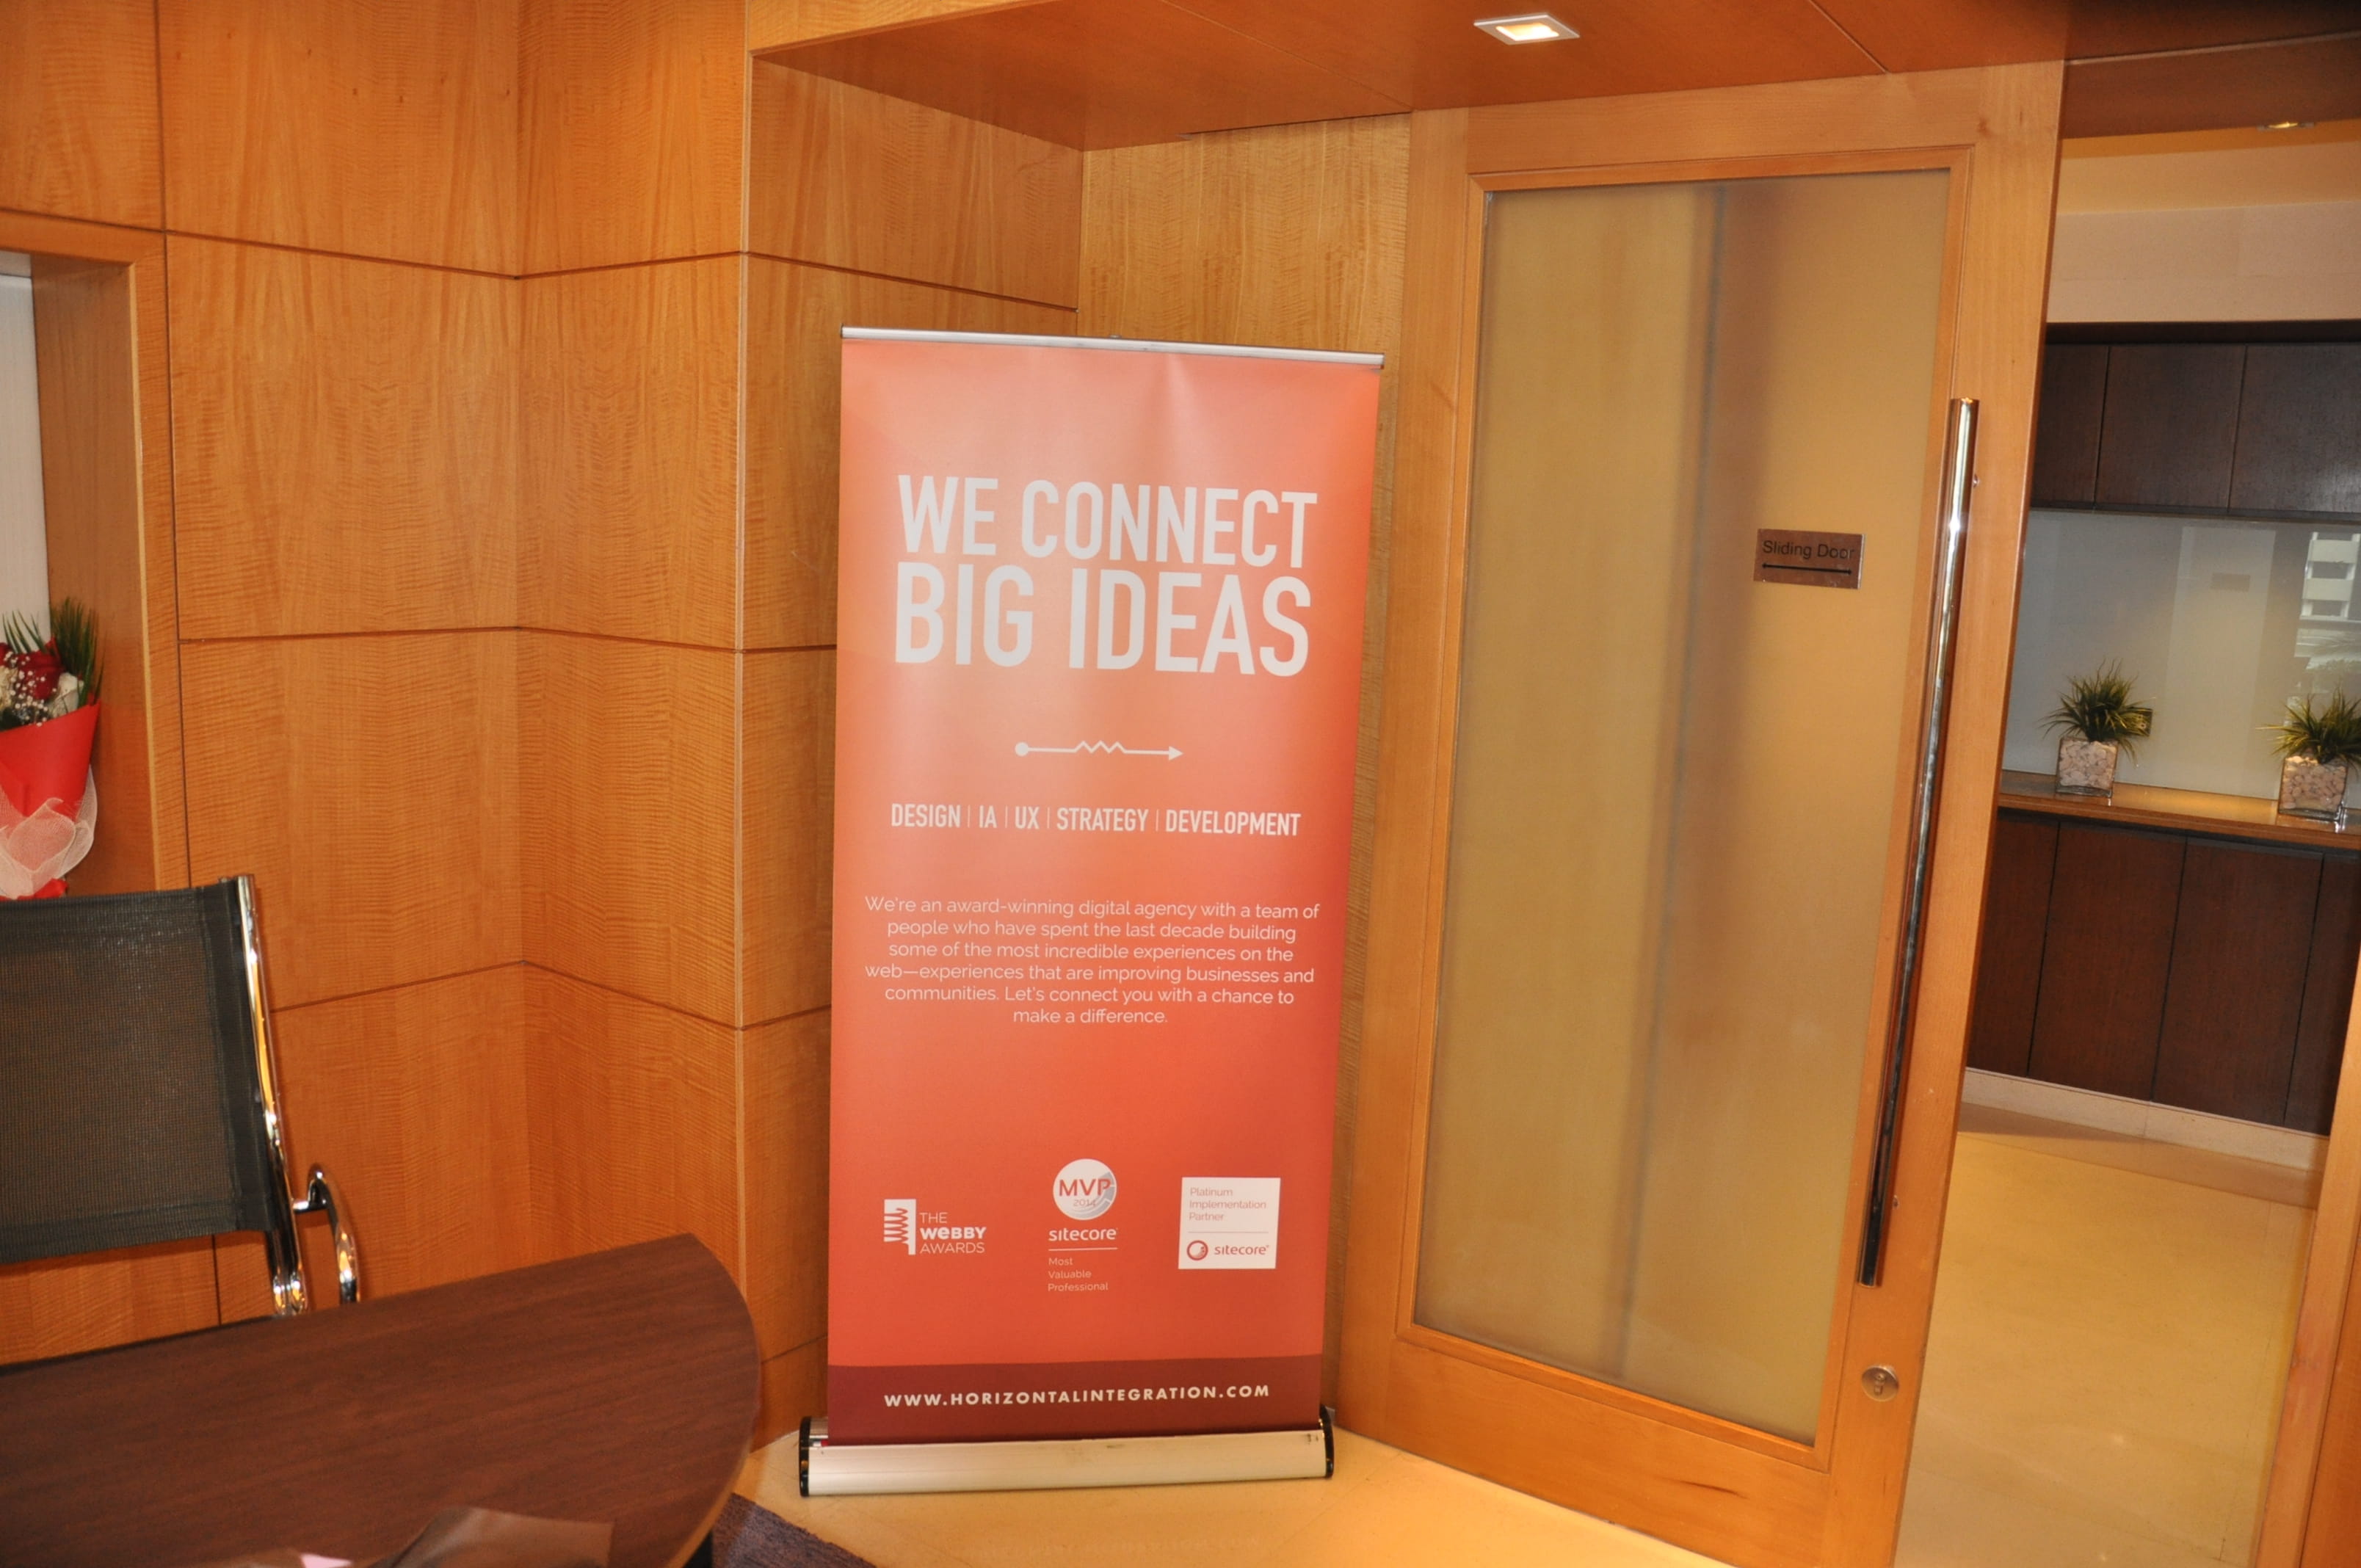 WE CONNECT
BIG IDEAS
DESIGN | IA | UX | STRATEGY | DEVELOPMENT
We're an award-winning digital agency with a team of
people who have spent the last decade building
some of the most incredible experiences on the
web—experiences that are improving businesses and
communities. Let's connect you with a chance to
make a difference.
THE
WEBBY
AWARDS
MVP
2014
sitecore
Most
Valuable
Professional
Platinum
Implementation
Partner
sitecore
WWW.HORIZONTALINTEGRATION.COM
Sliding Door